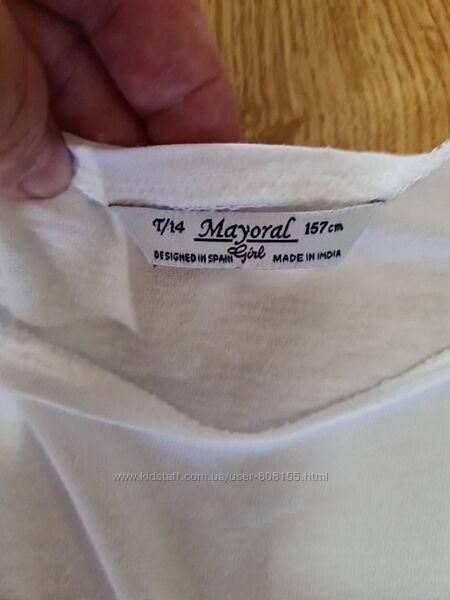 T/14 Mayoral 157cm
Girl
DESIGNED IN SPAIN MADE IN INDIA
www.kidstaff.com.ua/user-808155.html